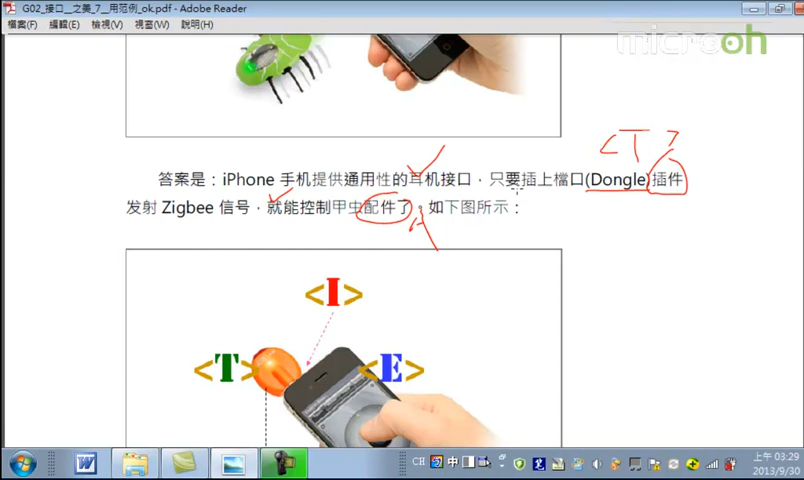 G02_接口__之美_7__用范例_ok.pdf - Adobe Reader
檔案(F) 編輯(E) 檢視(V) 視窗(W) 說明(H)
microoh
<T>
答案是：iPhone 手机提供通用性的耳机接口，只要插上檔口(Dongle)插件
发射 Zigbee 信号，就能控制甲虫配件了。如下图所示：
<I>
<T> <E>
CH 中
上午 03:29
2013/9/30